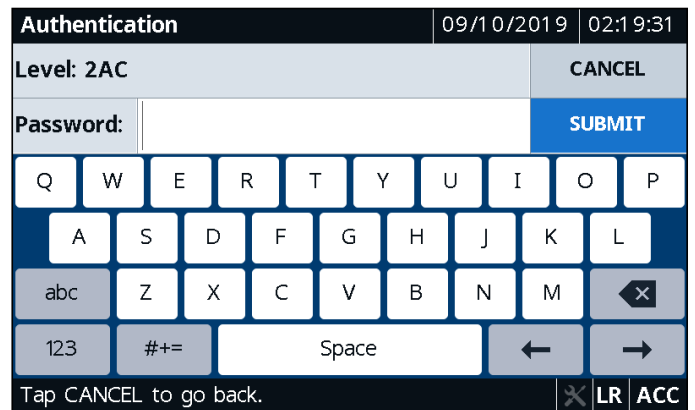 Authentication 09/10/2019 02:19:31
Level: 2AC CANCEL
Password: SUBMIT
Q W E R T Y U I O P
A S D F G H J K L
abc Z X C V B N M
123 #+= Space ← →
Tap CANCEL to go back. LR ACC